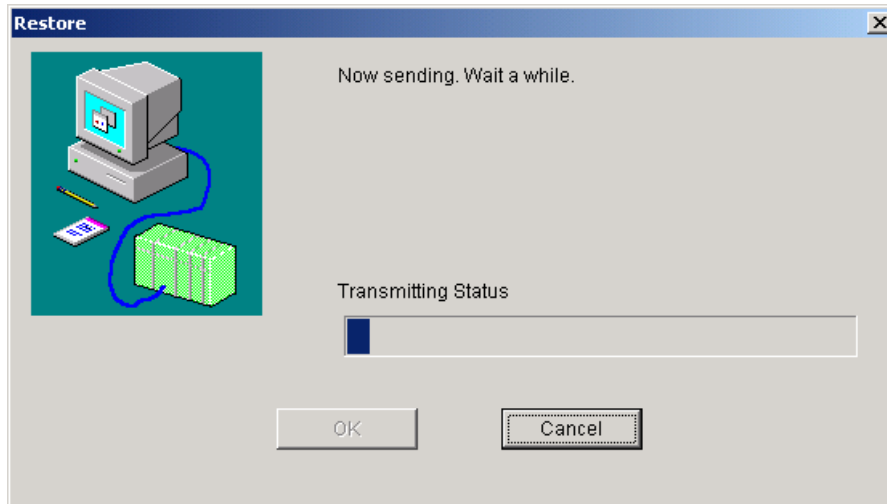 Restore
Now sending. Wait a while.
Transmitting Status
OK
Cancel